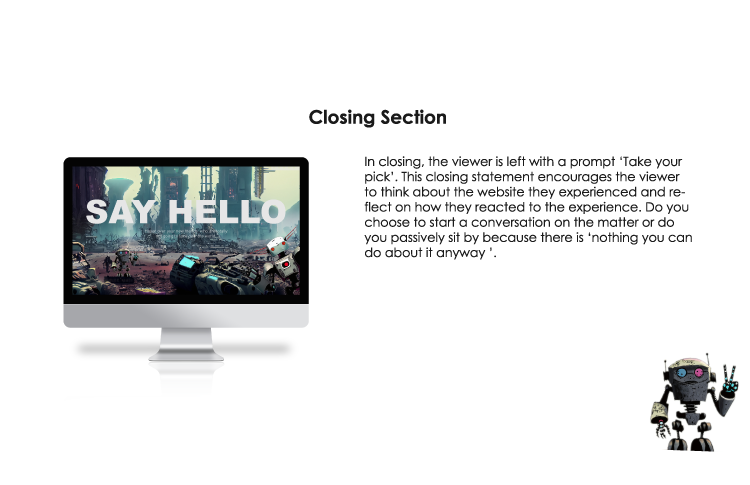 Closing Section
SAY HELLO
In closing, the viewer is left with a prompt ‘Take your
pick’. This closing statement encourages the viewer
to think about the website they experienced and re-
flect on how they reacted to the experience. Do you
choose to start a conversation on the matter or do
you passively sit by because there is ‘nothing you can
do about it anyway ’.